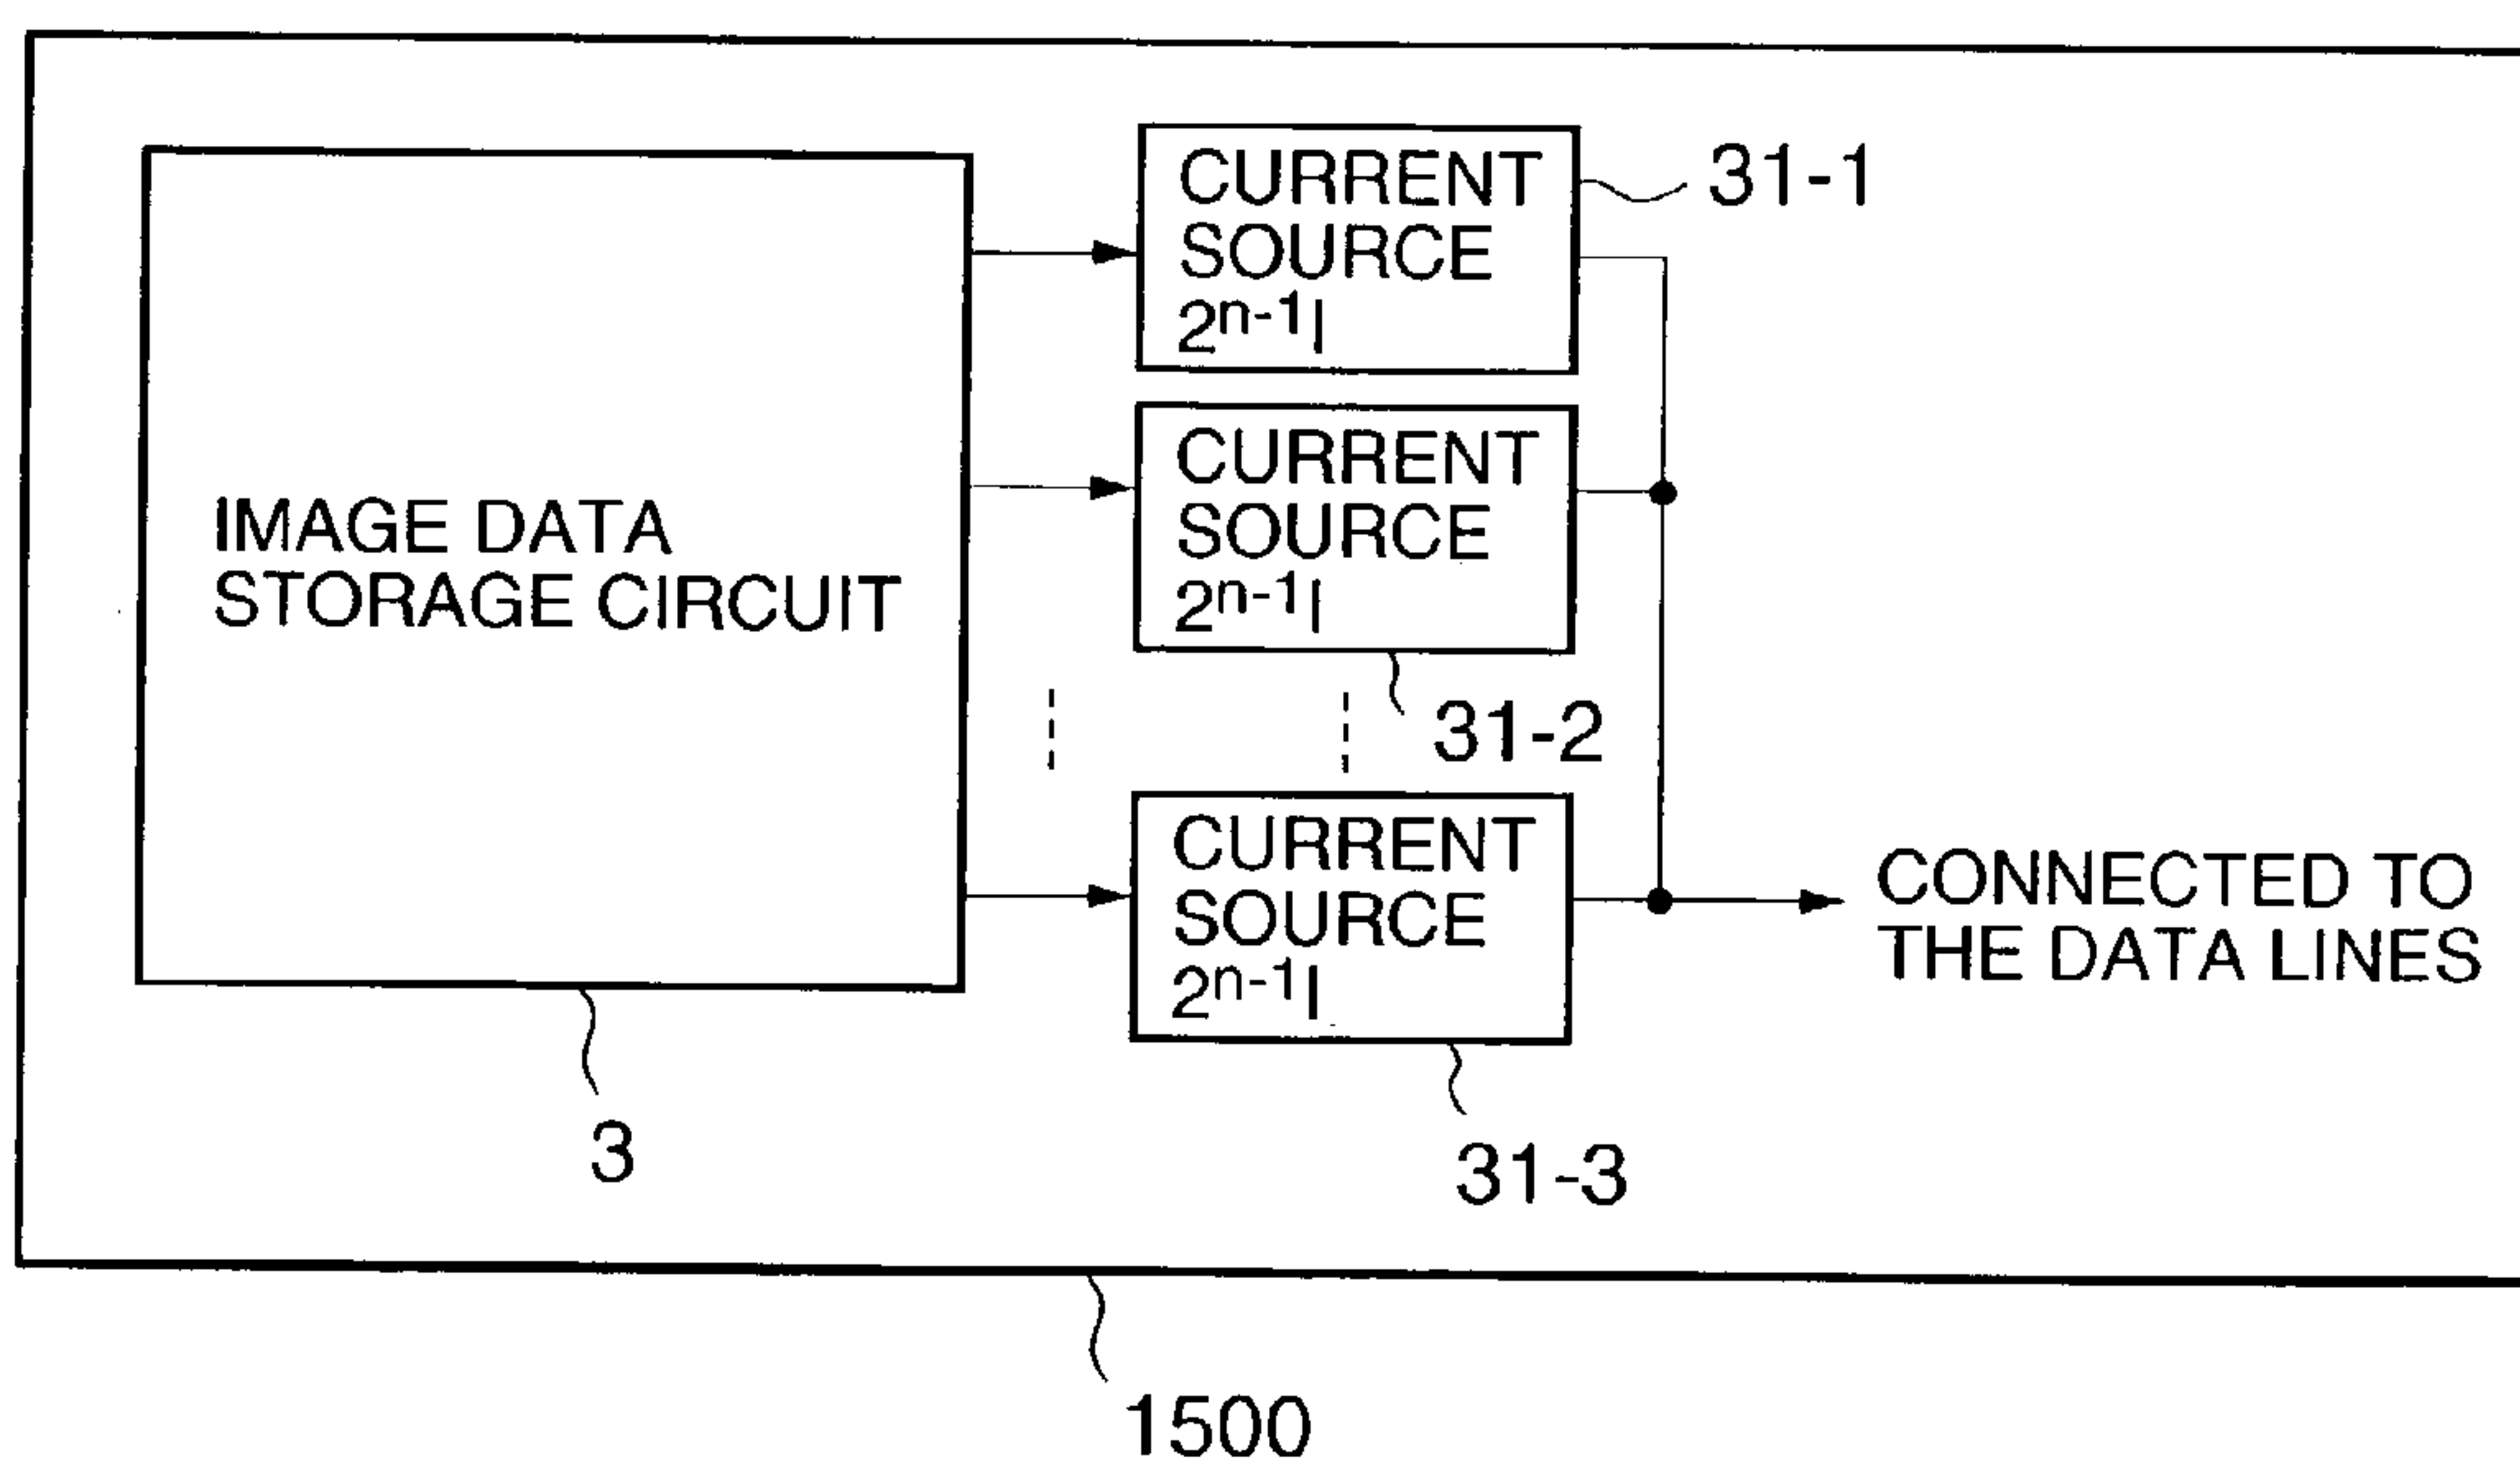 CURRENT
SOURCE
2ⁿ⁻¹I
31-1
CURRENT
SOURCE
2ⁿ⁻¹I
31-2
IMAGE DATA
STORAGE CIRCUIT
CURRENT
SOURCE
2ⁿ⁻¹I
31-3
CONNECTED TO
THE DATA LINES
3
1500